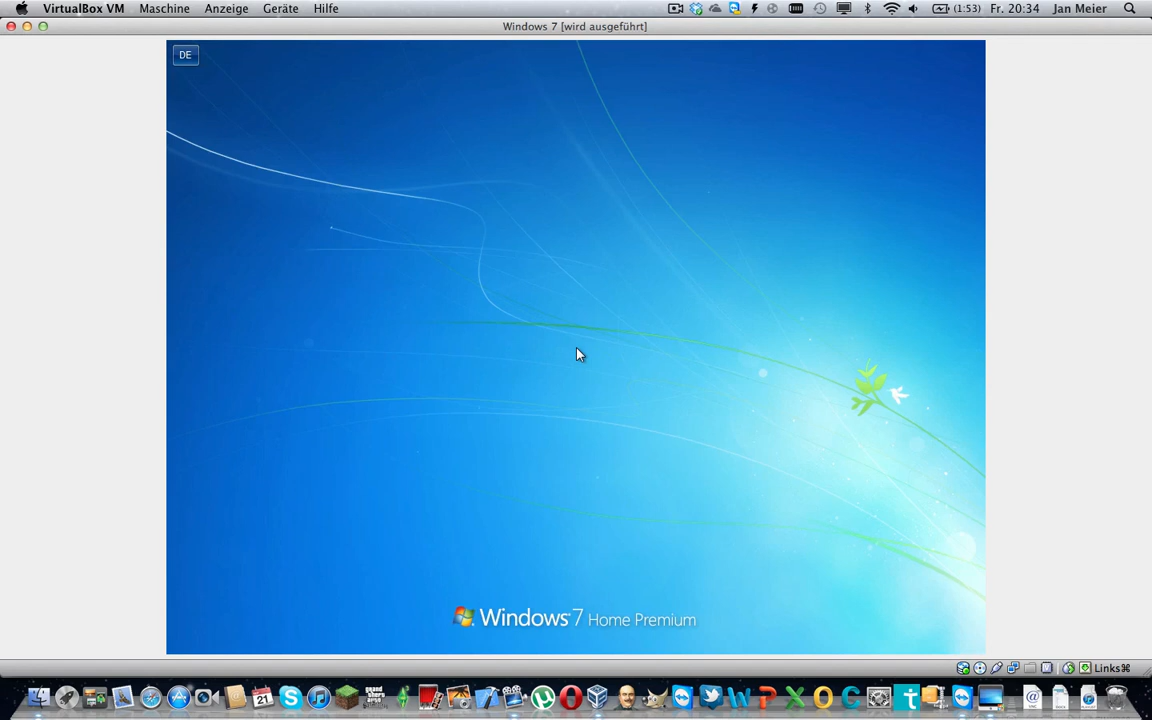 VirtualBox VM Maschine Anzeige Geräte Hilfe (1:53) Fr. 20:34 Jan Meier
Windows 7 [wird ausgeführt]
DE
Windows 7 Home Premium
Links⌘
21